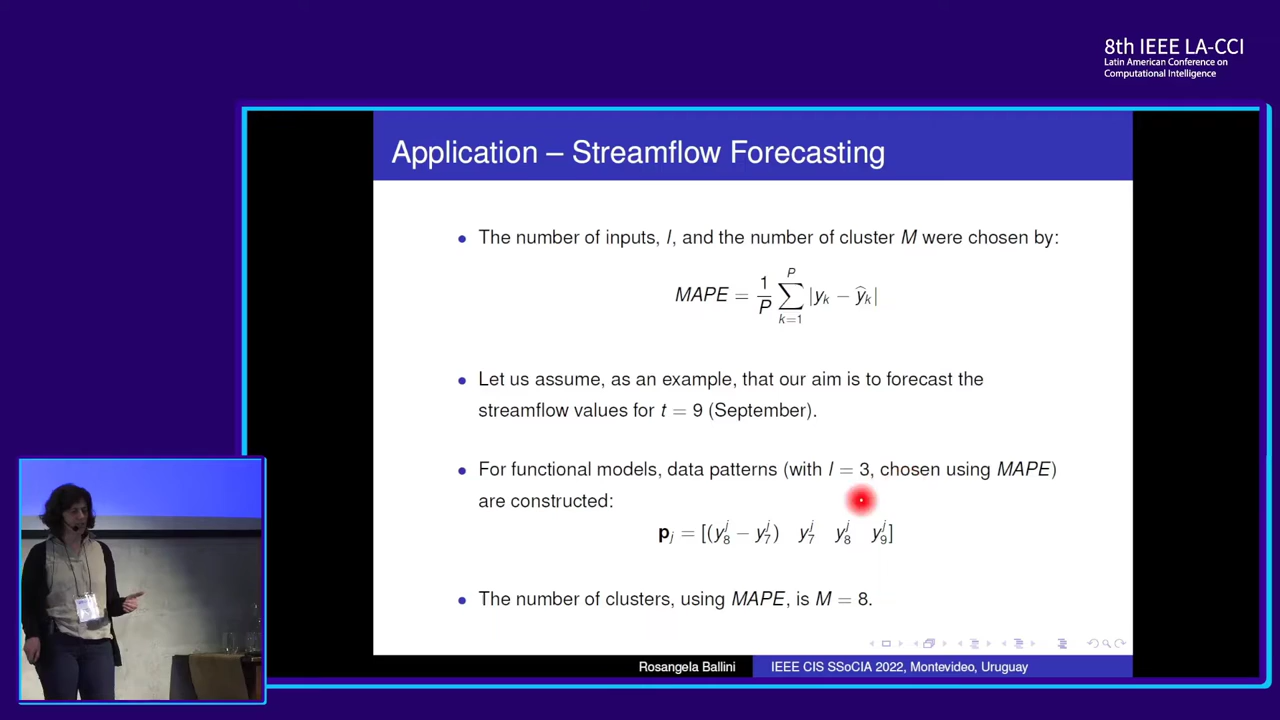 8th IEEE LA-CCI
Latin American Conference on
Computational Intelligence
Application – Streamflow Forecasting
• The number of inputs, I, and the number of cluster M were chosen by:
MAPE = 1/P ∑_{k=1}^{P} |y_k − ŷ_k|
• Let us assume, as an example, that our aim is to forecast the
streamflow values for t = 9 (September).
• For functional models, data patterns (with I = 3, chosen using MAPE)
are constructed:
p_j = [(y_8^j − y_7^j) y_7^j y_8^j y_9^j]
• The number of clusters, using MAPE, is M = 8.
Rosangela Ballini IEEE CIS SSoCIA 2022, Montevideo, Uruguay